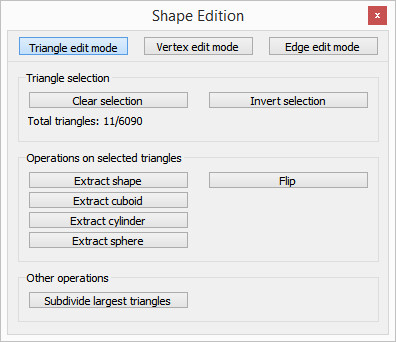 Shape Edition
x
Triangle edit mode Vertex edit mode Edge edit mode
Triangle selection
Clear selection Invert selection
Total triangles: 11/6090
Operations on selected triangles
Extract shape Flip
Extract cuboid
Extract cylinder
Extract sphere
Other operations
Subdivide largest triangles